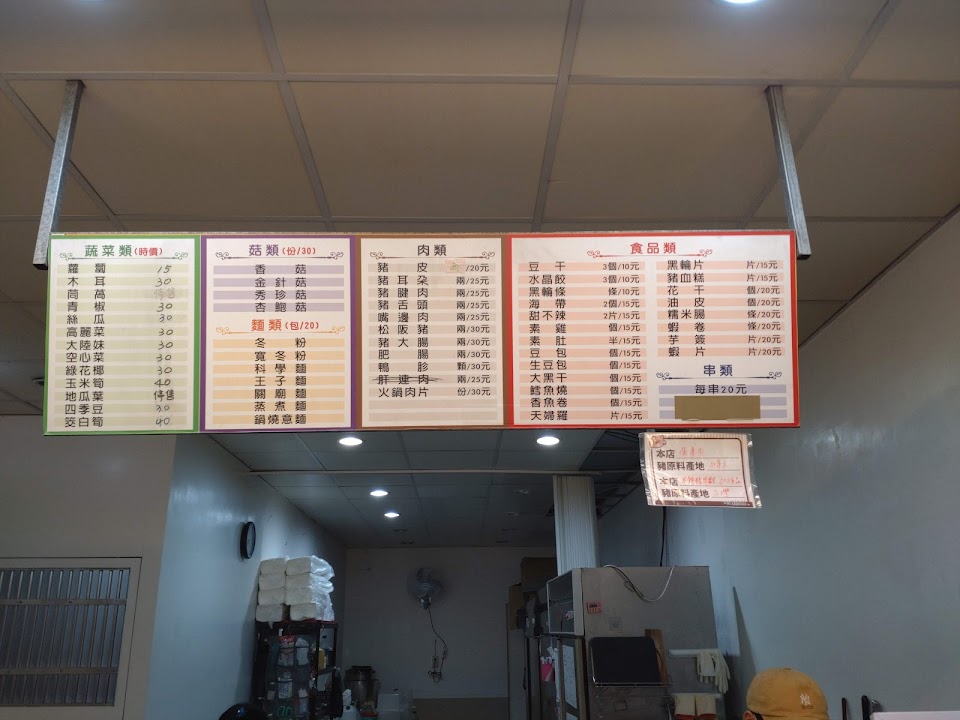 蔬菜類(時價)
蘿蔔 15
木耳 30
茼萵 停售
青椒 30
絲瓜 30
高麗菜 30
大陸妹 30
空心菜 30
綠花椰 30
玉米筍 40
地瓜葉 停售
四季豆 30
筊白筍 40
菇類(份/30)
香菇
金針菇
秀珍菇
杏鮑菇
麵類(包/20)
冬粉
寬冬粉
科學麵
王子麵
關廟麵
蒸煮麵
鍋燒意麵
肉類
豬皮 /20元
豬耳朶 兩/25元
豬腱肉 兩/25元
豬舌頭 兩/25元
嘴邊肉 兩/25元
松阪豬 兩/30元
豬大腸 兩/30元
肥腸 兩/30元
鴨胗 顆/30元
肝連肉 兩/25元
火鍋肉片 份/30元
食品類
豆干 3個/10元
水晶餃 3個/10元
黑輪條 條/10元
海帶 2個/15元
甜不辣 2片/15元
素雞 個/15元
素肚 半/15元
豆包 個/15元
生豆包 個/15元
大黑干 個/15元
鱈魚燒 個/15元
香魚卷 個/15元
天婦羅 片/15元
黑輪片 片/15元
豬血糕 片/15元
花干 個/20元
油皮 個/20元
糯米腸 條/20元
蝦卷 條/20元
芋簽 片/20元
蝦片 片/20元
串類
每串20元
本店
豬原料產地
本店
豬原料產地